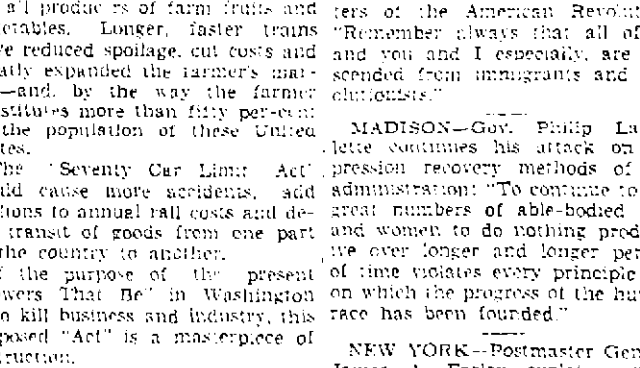 all producers of farm fruits and
etables. Longer, faster trains
e reduced spoilage, cut costs and
atly expanded the farmer's mar-
—and, by the way the farmer
stitutes more than fifty per-cent
the population of these United
tes.
The "Seventy Car Limit Act"
uld cause more accidents, add
lions to annual rail costs and de-
transit of goods from one part
the country to another.
f the purpose of the present
wers That Be" in Washington
o kill business and industry, this
posed "Act" is a masterpiece of
ruction.
ters of the American Revolut
"Remember always that all of
and you and I especially, are
scended from immigrants and
olutionists."
MADISON—Gov. Philip La
lette continues his attack on
pression recovery methods of
administration: "To continue to
great numbers of able-bodied
and women to do nothing prod
ive over longer and longer per
of time violates every principle
on which the progress of the hu
race has been founded."
NEW YORK—Postmaster Gen
James A. Farley